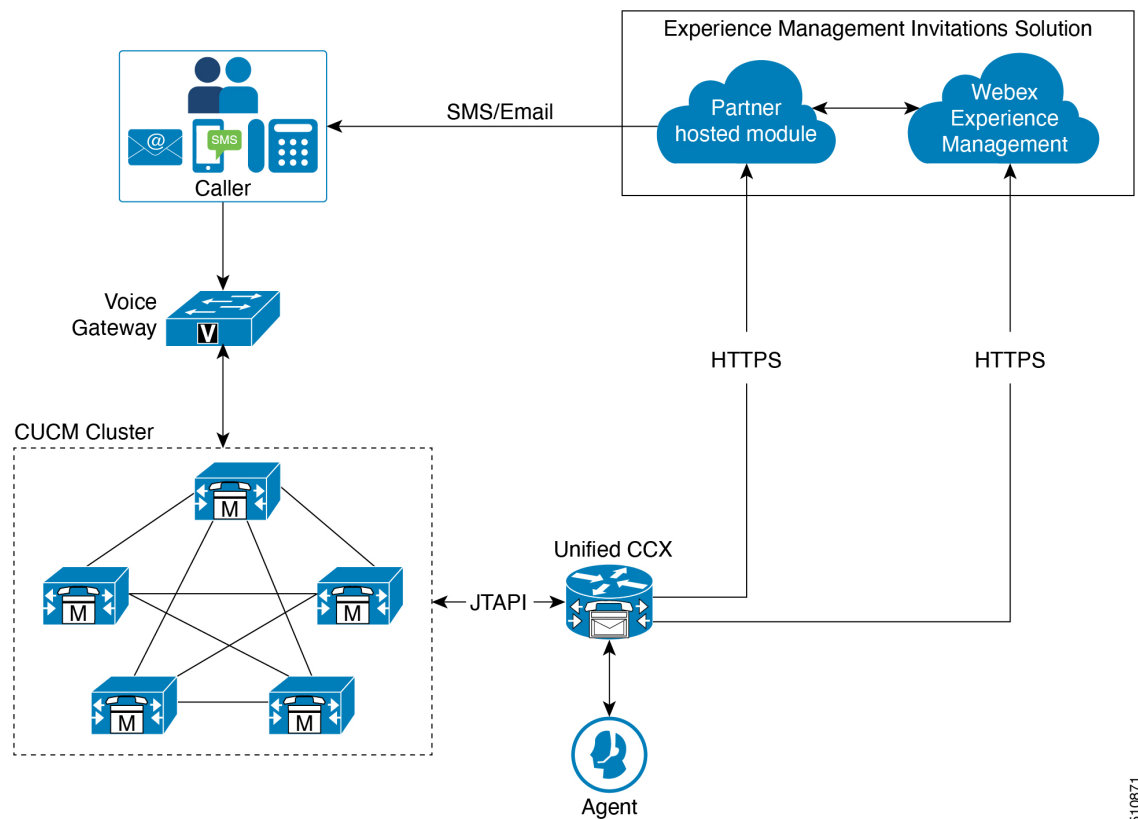 Experience Management Invitations Solution
Partner
hosted module
Webex
Experience
Management
SMS/Email
@
SMS
Caller
Voice
Gateway
V
HTTPS
HTTPS
CUCM Cluster
M
M
M
M
M
JTAPI
Unified CCX
Agent